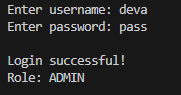 Enter username: deva
Enter password: pass

Login successful!
Role: ADMIN